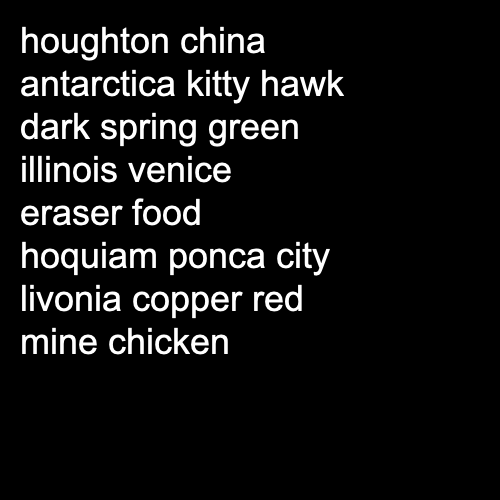 houghton china
antarctica kitty hawk
dark spring green
illinois venice
eraser food
hoquiam ponca city
livonia copper red
mine chicken